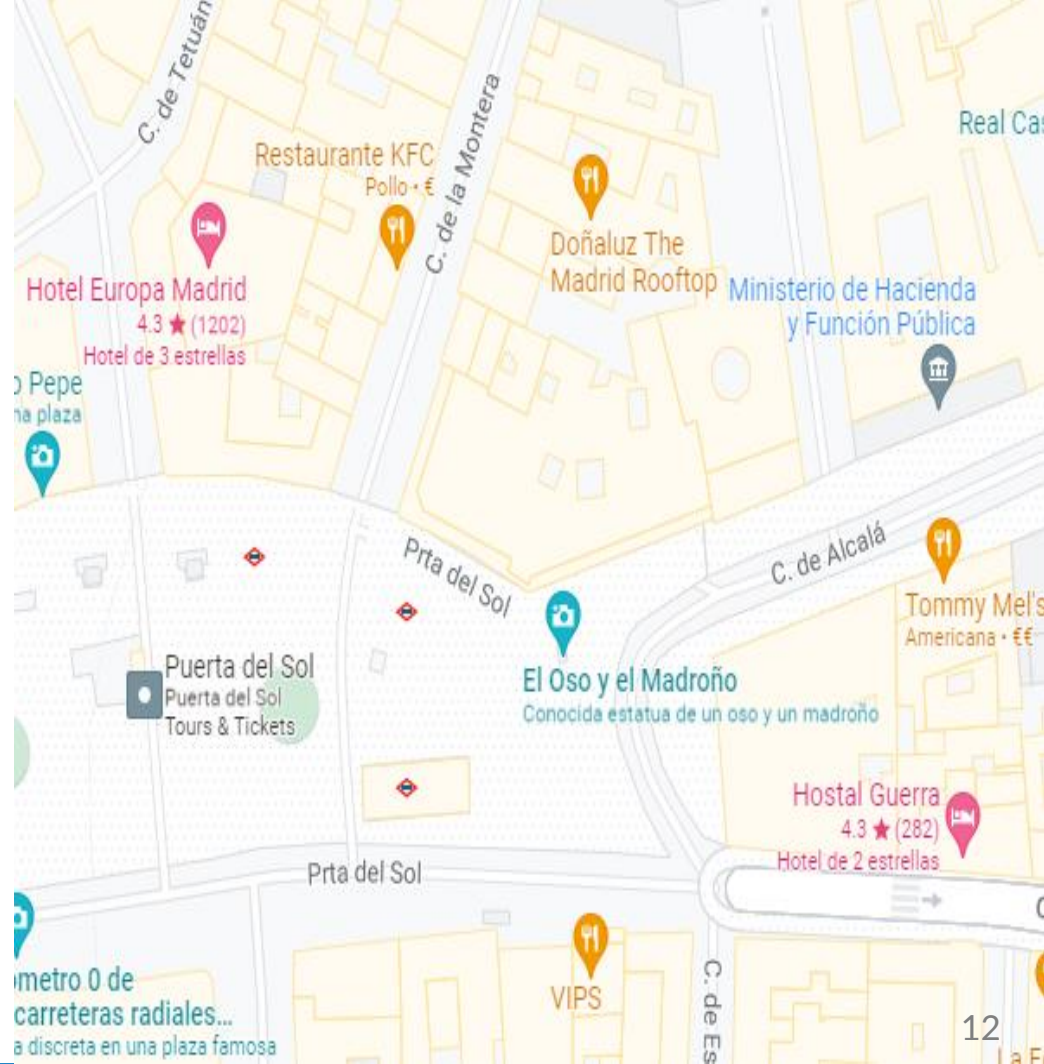 C. de Tetuán
C. de la Montera
Real Cas
Restaurante KFC
Pollo · €
Doñaluz The
Madrid Rooftop
Hotel Europa Madrid
4.3 ★ (1202)
Hotel de 3 estrellas
Ministerio de Hacienda
y Función Pública
o Pepe
na plaza
Prta del Sol
C. de Alcalá
Tommy Mel's
Americana · €€
Puerta del Sol
Puerta del Sol
Tours & Tickets
El Oso y el Madroño
Conocida estatua de un oso y un madroño
Hostal Guerra
4.3 ★ (282)
Hotel de 2 estrellas
Prta del Sol
C
ometro 0 de
carreteras radiales...
a discreta en una plaza famosa
VIPS
C. de Es
12
La F